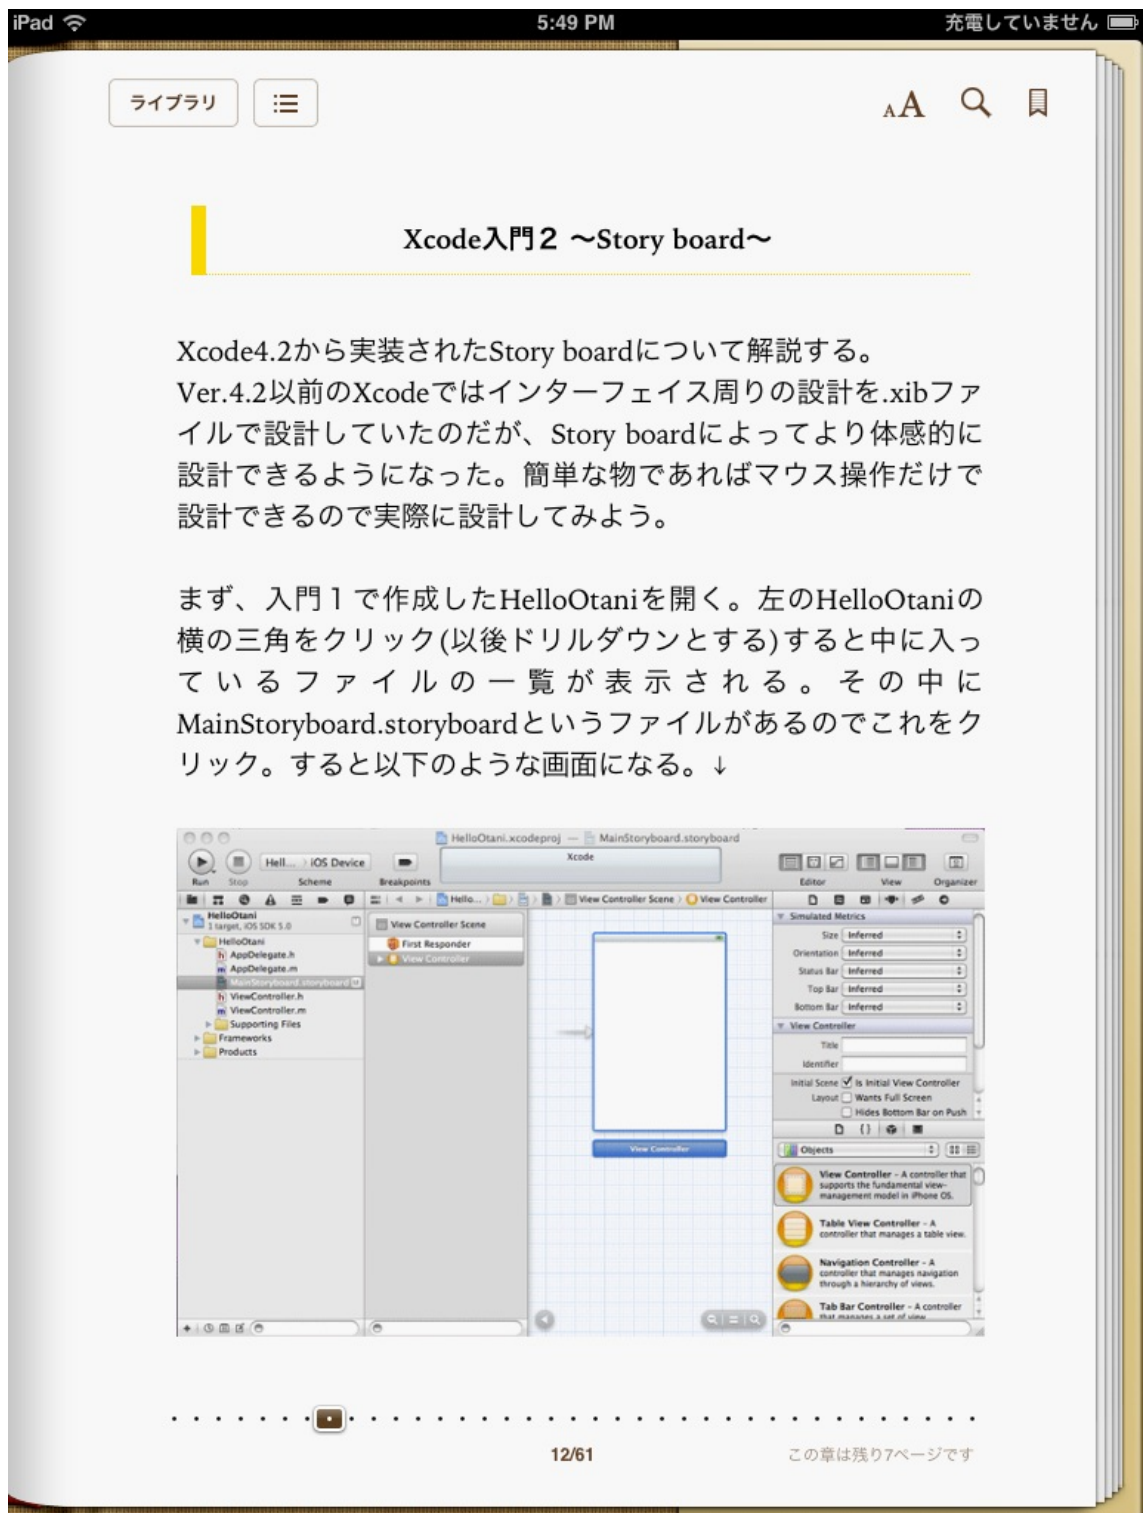 iPad
5:49 PM
充電していません
ライブラリ
AA
Xcode入門２ 〜Story board〜
Xcode4.2から実装されたStory boardについて解説する。
Ver.4.2以前のXcodeではインターフェイス周りの設計を.xibファ
イルで設計していたのだが、Story boardによってより体感的に
設計できるようになった。簡単な物であればマウス操作だけで
設計できるので実際に設計してみよう。
まず、入門１で作成したHelloOtaniを開く。左のHelloOtaniの
横の三角をクリック(以後ドリルダウンとする)すると中に入っ
ているファイルの一覧が表示される。その中に
MainStoryboard.storyboardというファイルがあるのでこれをク
リック。すると以下のような画面になる。↓
HelloOtani.xcodeproj — MainStoryboard.storyboard
Hell... 〉iOS Device
Xcode
Run Stop Scheme Breakpoints
Editor View Organizer
Hello... 〉 〉 〉 〉 View Controller Scene 〉 View Controller
HelloOtani
1 target, iOS SDK 5.0
HelloOtani
h AppDelegate.h
m AppDelegate.m
MainStoryboard.storyboard M
h ViewController.h
m ViewController.m
Supporting Files
Frameworks
Products
View Controller Scene
First Responder
View Controller
View Controller
Simulated Metrics
Size Inferred
Orientation Inferred
Status Bar Inferred
Top Bar Inferred
Bottom Bar Inferred
View Controller
Title
Identifier
Initial Scene Is Initial View Controller
Layout Wants Full Screen
Hides Bottom Bar on Push
{}
Objects
View Controller - A controller that
supports the fundamental view-
management model in iPhone OS.
Table View Controller - A
controller that manages a table view.
Navigation Controller - A
controller that manages navigation
through a hierarchy of views.
Tab Bar Controller - A controller
that manages a set of view
12/61
この章は残り7ページです